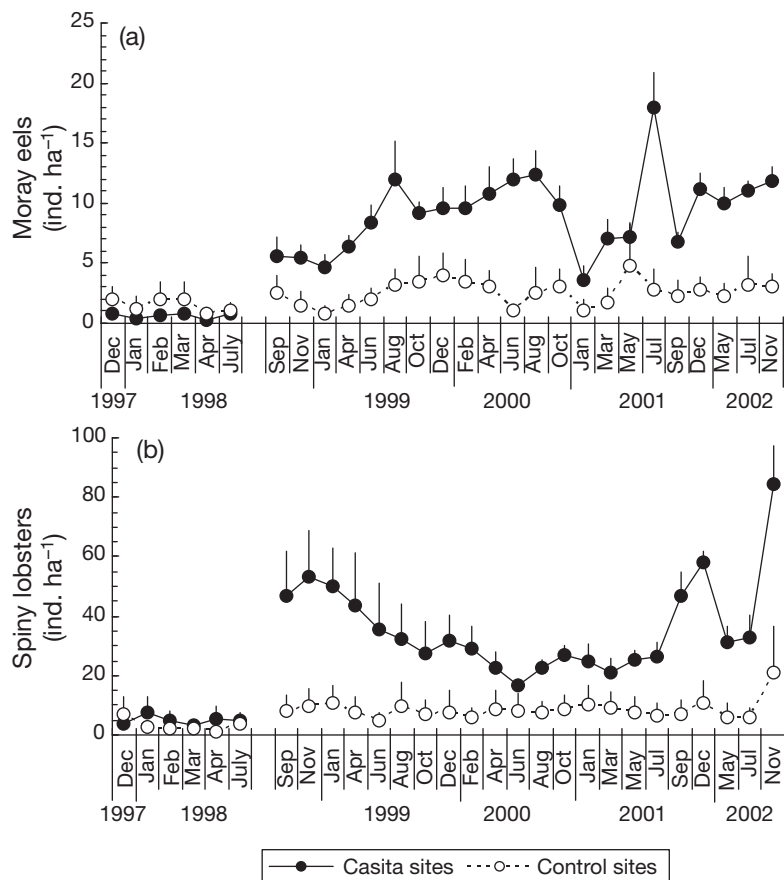 (a)
Moray eels
(ind. ha⁻¹)
25
20
15
10
5
0
Dec Jan Feb Mar Apr July Sep Nov Jan Apr Jun Aug Oct Dec Feb Apr Jun Aug Oct Jan Mar May Jul Sep Dec May Jul Nov
1997 1998 1999 2000 2001 2002
(b)
Spiny lobsters
(ind. ha⁻¹)
100
80
60
40
20
0
Dec Jan Feb Mar Apr July Sep Nov Jan Apr Jun Aug Oct Dec Feb Apr Jun Aug Oct Jan Mar May Jul Sep Dec May Jul Nov
1997 1998 1999 2000 2001 2002
Casita sites Control sites